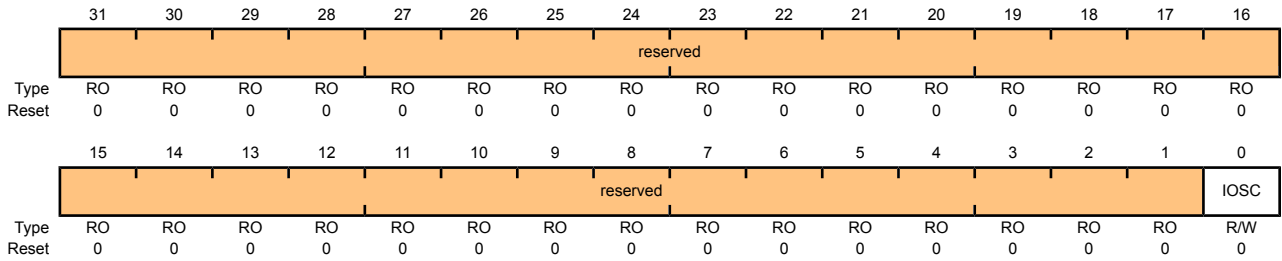 31 30 29 28 27 26 25 24 23 22 21 20 19 18 17 16
reserved
Type RO RO RO RO RO RO RO RO RO RO RO RO RO RO RO RO
Reset 0 0 0 0 0 0 0 0 0 0 0 0 0 0 0 0
15 14 13 12 11 10 9 8 7 6 5 4 3 2 1 0
reserved IOSC
Type RO RO RO RO RO RO RO RO RO RO RO RO RO RO RO R/W
Reset 0 0 0 0 0 0 0 0 0 0 0 0 0 0 0 0